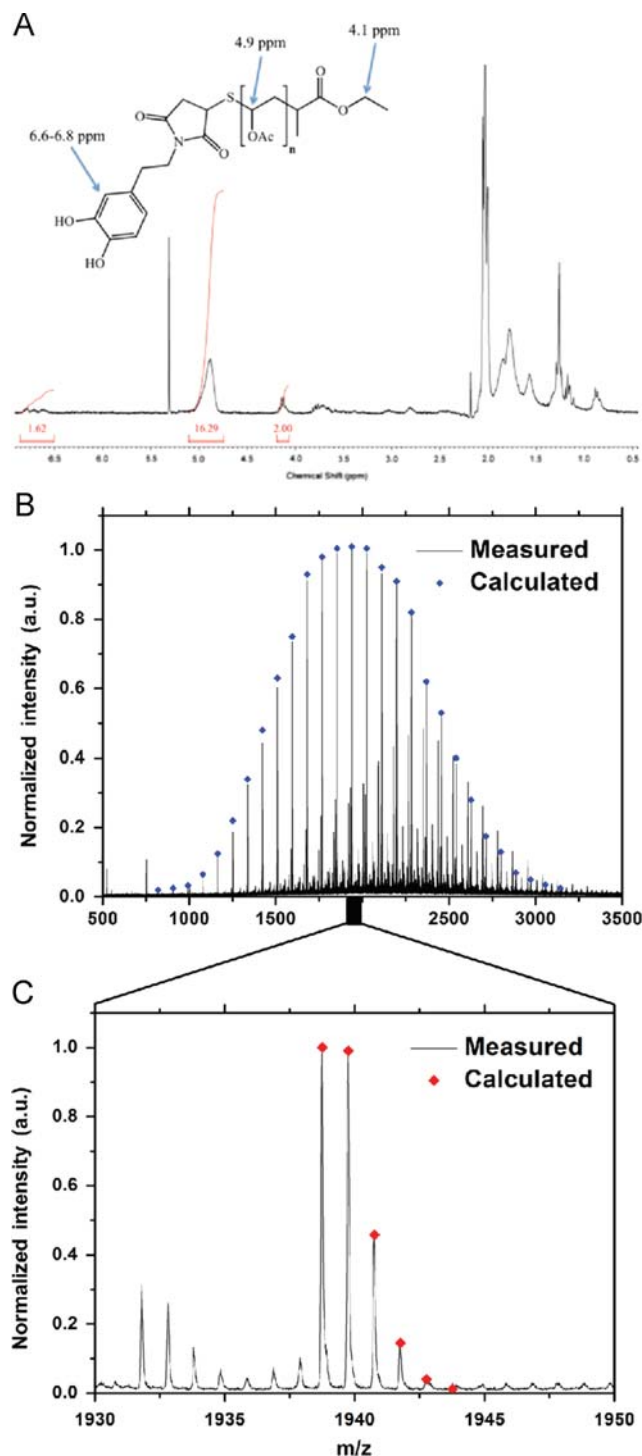 A
4.9 ppm
4.1 ppm
O
O
S
O
OAc
n
6.6-6.8 ppm
N
O
HO
HO
1.62
16.29
2.00
6.5 6.0 5.5 5.0 4.5 4.0 3.5 3.0 2.5 2.0 1.5 1.0 0.5
Chemical Shift (ppm)
B
1.0
0.8
0.6
0.4
0.2
0.0
Normalized intensity (a.u.)
Measured
Calculated
500 1500 2500 3500
C
1.0
0.8
0.6
0.4
0.2
0.0
Normalized intensity (a.u.)
Measured
Calculated
1930 1935 1940 1945 1950
m/z